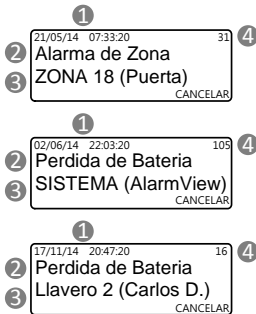 1
21/05/14 07:33:20 31 4
2 Alarma de Zona
3 ZONA 18 (Puerta)
CANCELAR
1
02/06/14 22:03:20 105 4
2 Perdida de Bateria
3 SISTEMA (AlarmView)
CANCELAR
1
17/11/14 20:47:20 16 4
2 Perdida de Bateria
3 Llavero 2 (Carlos D.)
CANCELAR